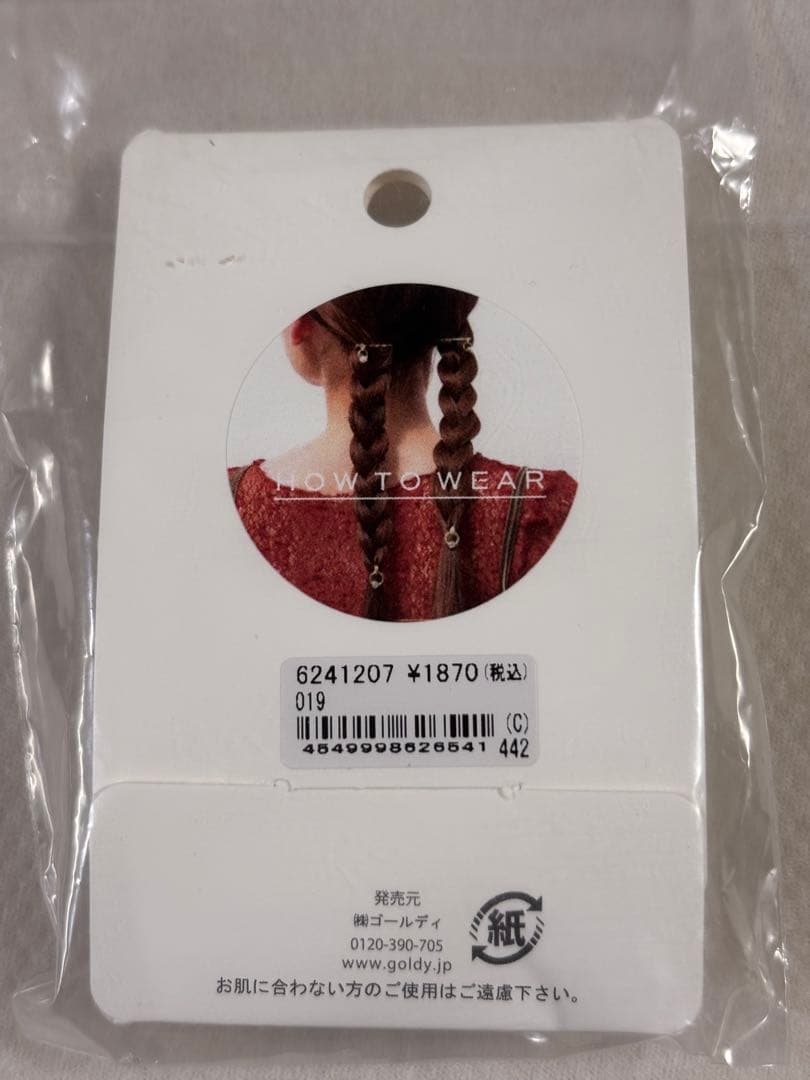 HOW TO WEAR
6241207 ¥1870(税込)
019
(C)
4549998626541 442
発売元
㈱ゴールディ
0120-390-705
www.goldy.jp
紙
お肌に合わない方のご使用はご遠慮下さい。